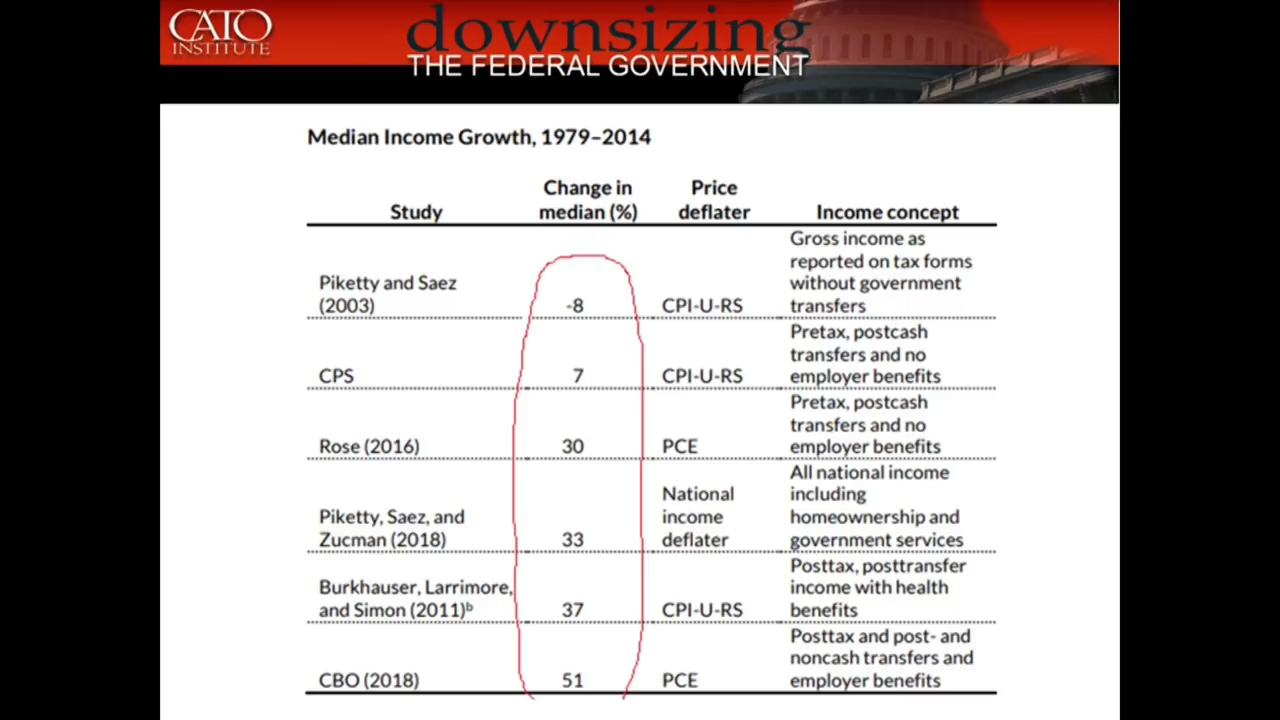 CATO
INSTITUTE
downsizing
THE FEDERAL GOVERNMENT
Median Income Growth, 1979–2014
Study
Change in
median (%)
Price
deflater
Income concept
Piketty and Saez
(2003)
-8
CPI-U-RS
Gross income as
reported on tax forms
without government
transfers
CPS
7
CPI-U-RS
Pretax, postcash
transfers and no
employer benefits
Rose (2016)
30
PCE
Pretax, postcash
transfers and no
employer benefits
Piketty, Saez, and
Zucman (2018)
33
National
income
deflater
All national income
including
homeownership and
government services
Burkhauser, Larrimore,
and Simon (2011)ᵇ
37
CPI-U-RS
Posttax, posttransfer
income with health
benefits
CBO (2018)
51
PCE
Posttax and post- and
noncash transfers and
employer benefits